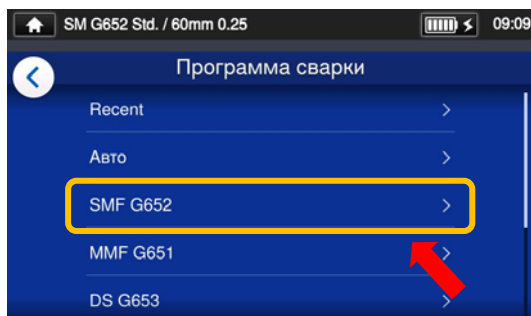 SM G652 Std. / 60mm 0.25 09:09
Программа сварки
Recent
Авто
SMF G652
MMF G651
DS G653